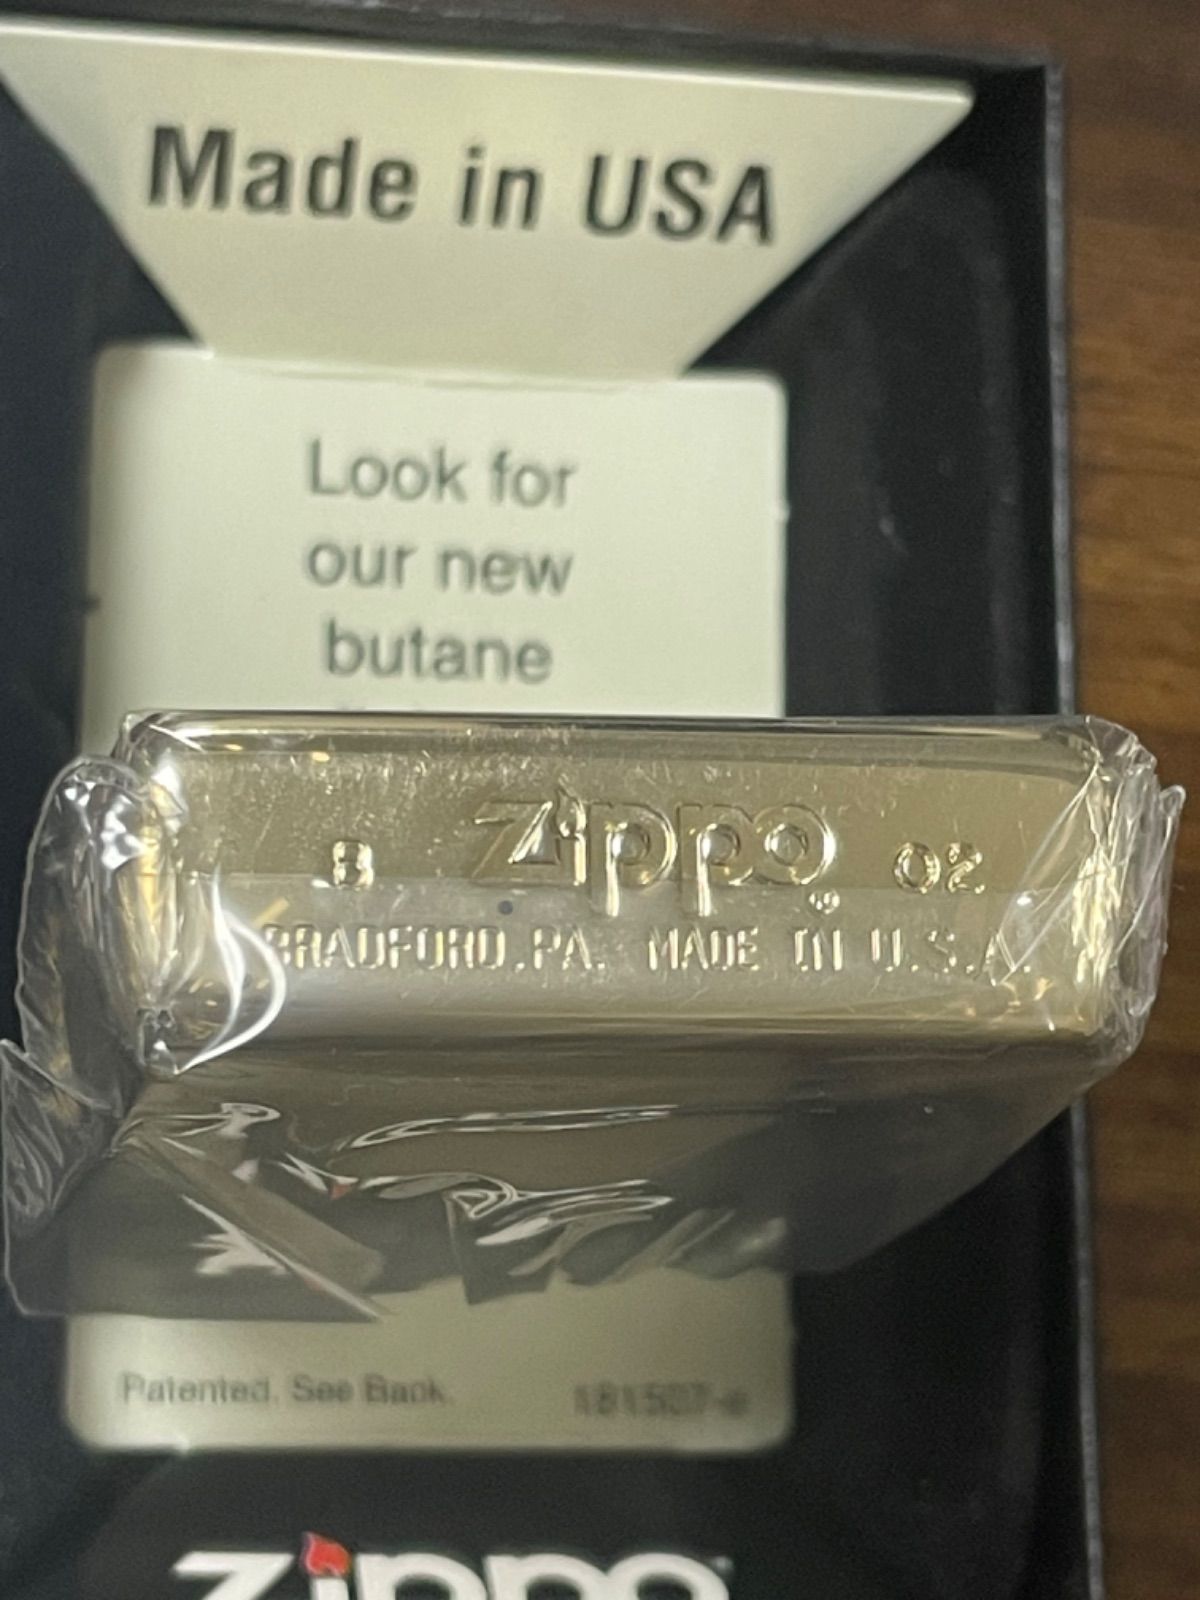 Made in USA
Look for
our new
butane
B zippo 02
BRADFORD, PA. MADE IN U.S.A.
Patented. See Back.
zippo